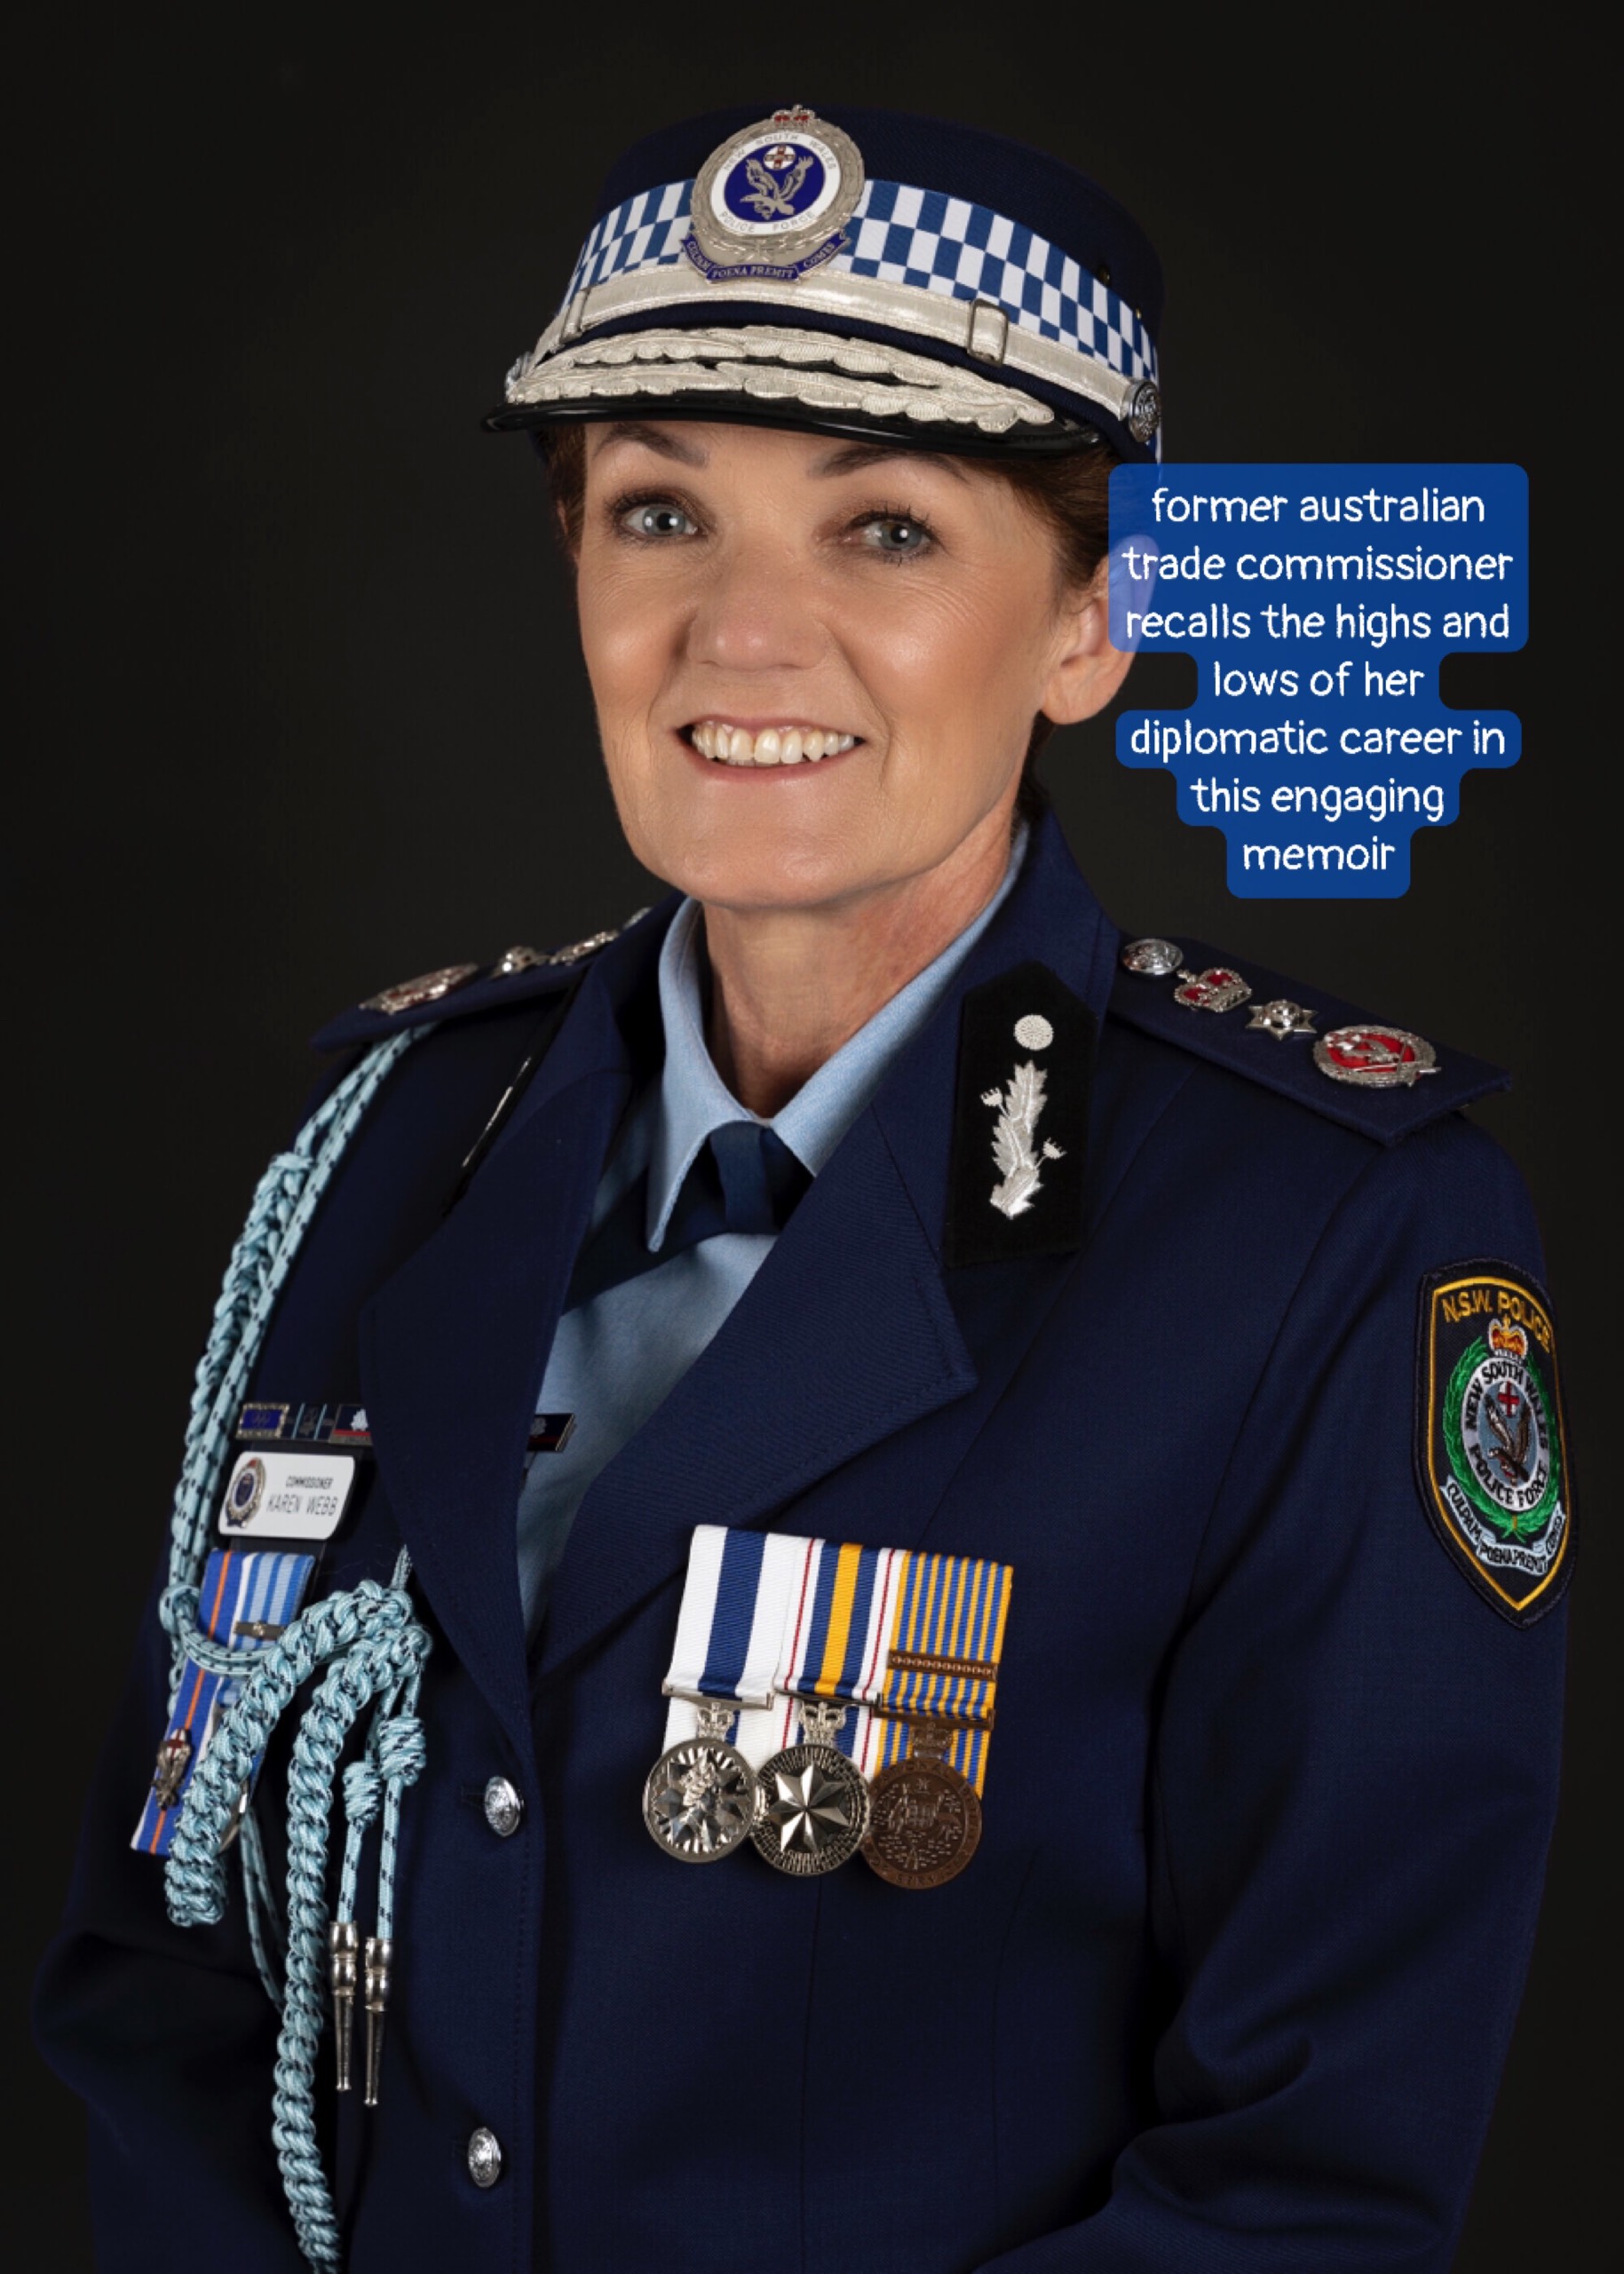 NEW SOUTH WALES
POLICE FORCE
CULPAM POENA PREMIT COMES
former australian
trade commissioner
recalls the highs and
lows of her
diplomatic career in
this engaging
memoir
N.S.W. POLICE
NEW SOUTH WALES
POLICE FORCE
CULPAM POENA PREMIT COMES
COMMISSIONER
KAREN WEBB